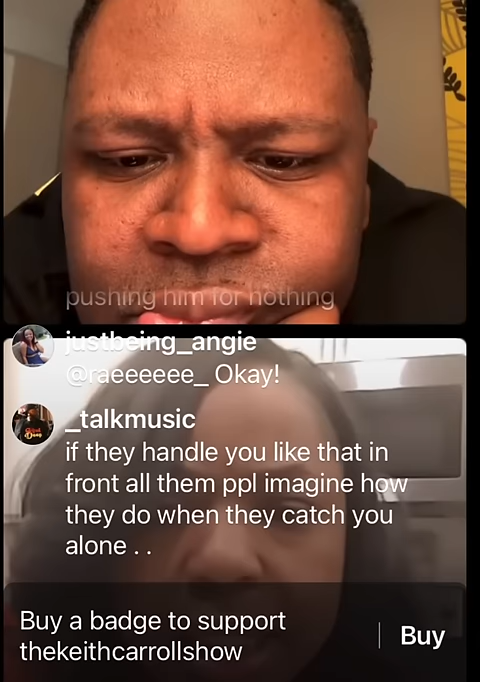 pushing him for nothing
justbeing_angie
@raeeeeee_ Okay!
_talkmusic
if they handle you like that in
front all them ppl imagine how
they do when they catch you
alone . .
Buy a badge to support
thekeithcarrollshow
Buy